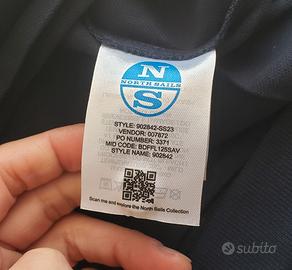 N
NORTH SAILS
S
STYLE: 902842-SS23
VENDOR: 007872
PO NUMBER: 3371
MID CODE: BDFFL125SAV
STYLE NAME: 902842
Scan me and explore the North Sails Collection
subito